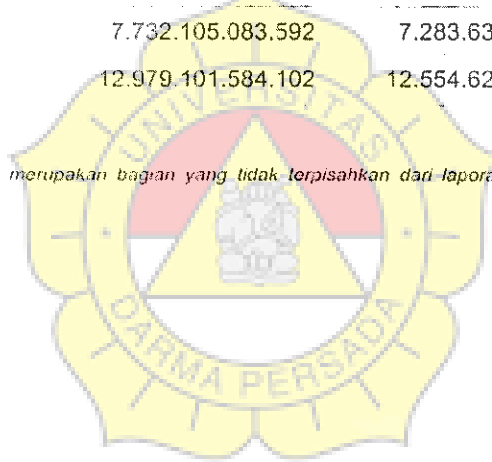 7.732.105.083.592 7.283.63
12.979.101.584.102 12.554.62
UNIVERSITAS
merupakan bagian yang tidak terpisahkan dari lapora
DARMA PERSADA